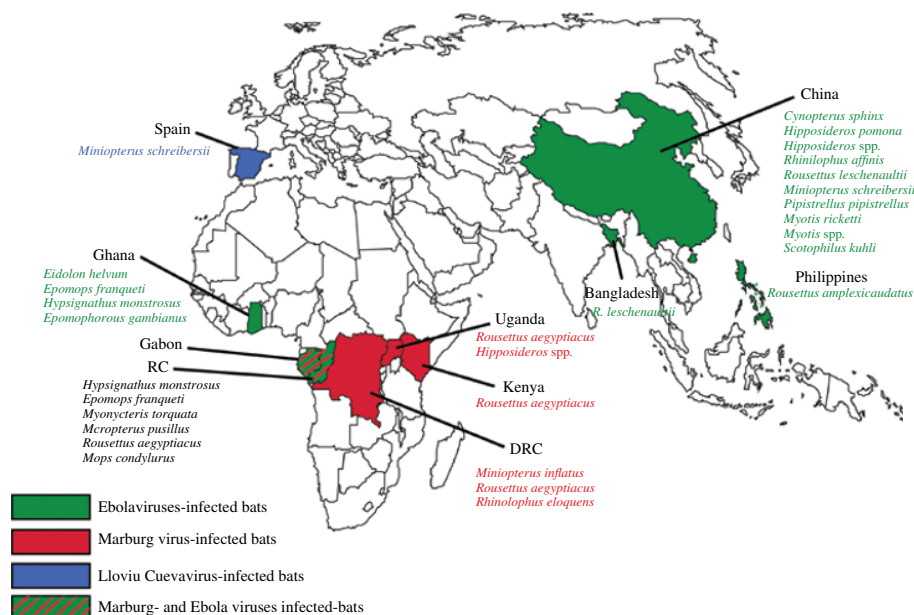 China
Cynopterus sphinx
Hipposideros pomona
Hipposideros spp.
Rhinilophus affinis
Rousettus leschenaultii
Miniopterus schreibersii
Pipistrellus pipistrellus
Myotis ricketti
Myotis spp.
Scotophilus kuhli
Spain
Miniopterus schreibersii
Ghana
Eidolon helvum
Epomops franqueti
Hypsignathus monstrosus
Epomophorous gambianus
Philippines
Rousettus amplexicaudatus
Bangladesh
R. leschenaultii
Uganda
Rousettus aegyptiacus
Hipposideros spp.
Gabon
RC
Hypsignathus monstrosus
Epomops franqueti
Myonycteris torquata
Mcropterus pusillus
Rousettus aegyptiacus
Mops condylurus
Kenya
Rousettus aegyptiacus
DRC
Miniopterus inflatus
Rousettus aegyptiacus
Rhinolophus eloquens
Ebolaviruses-infected bats
Marburg virus-infected bats
Lloviu Cuevavirus-infected bats
Marburg- and Ebola viruses infected-bats